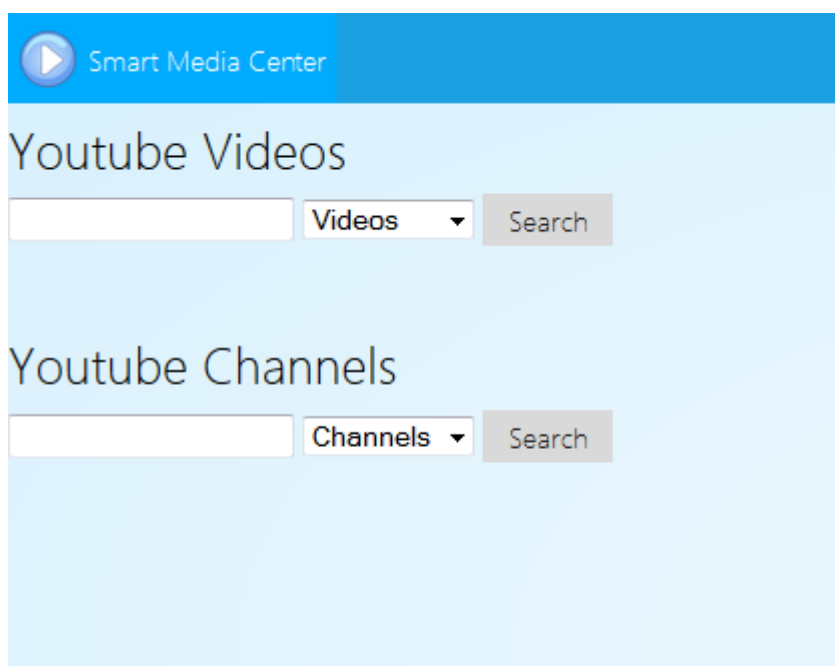 Smart Media Center
Youtube Videos
Videos Search
Youtube Channels
Channels Search